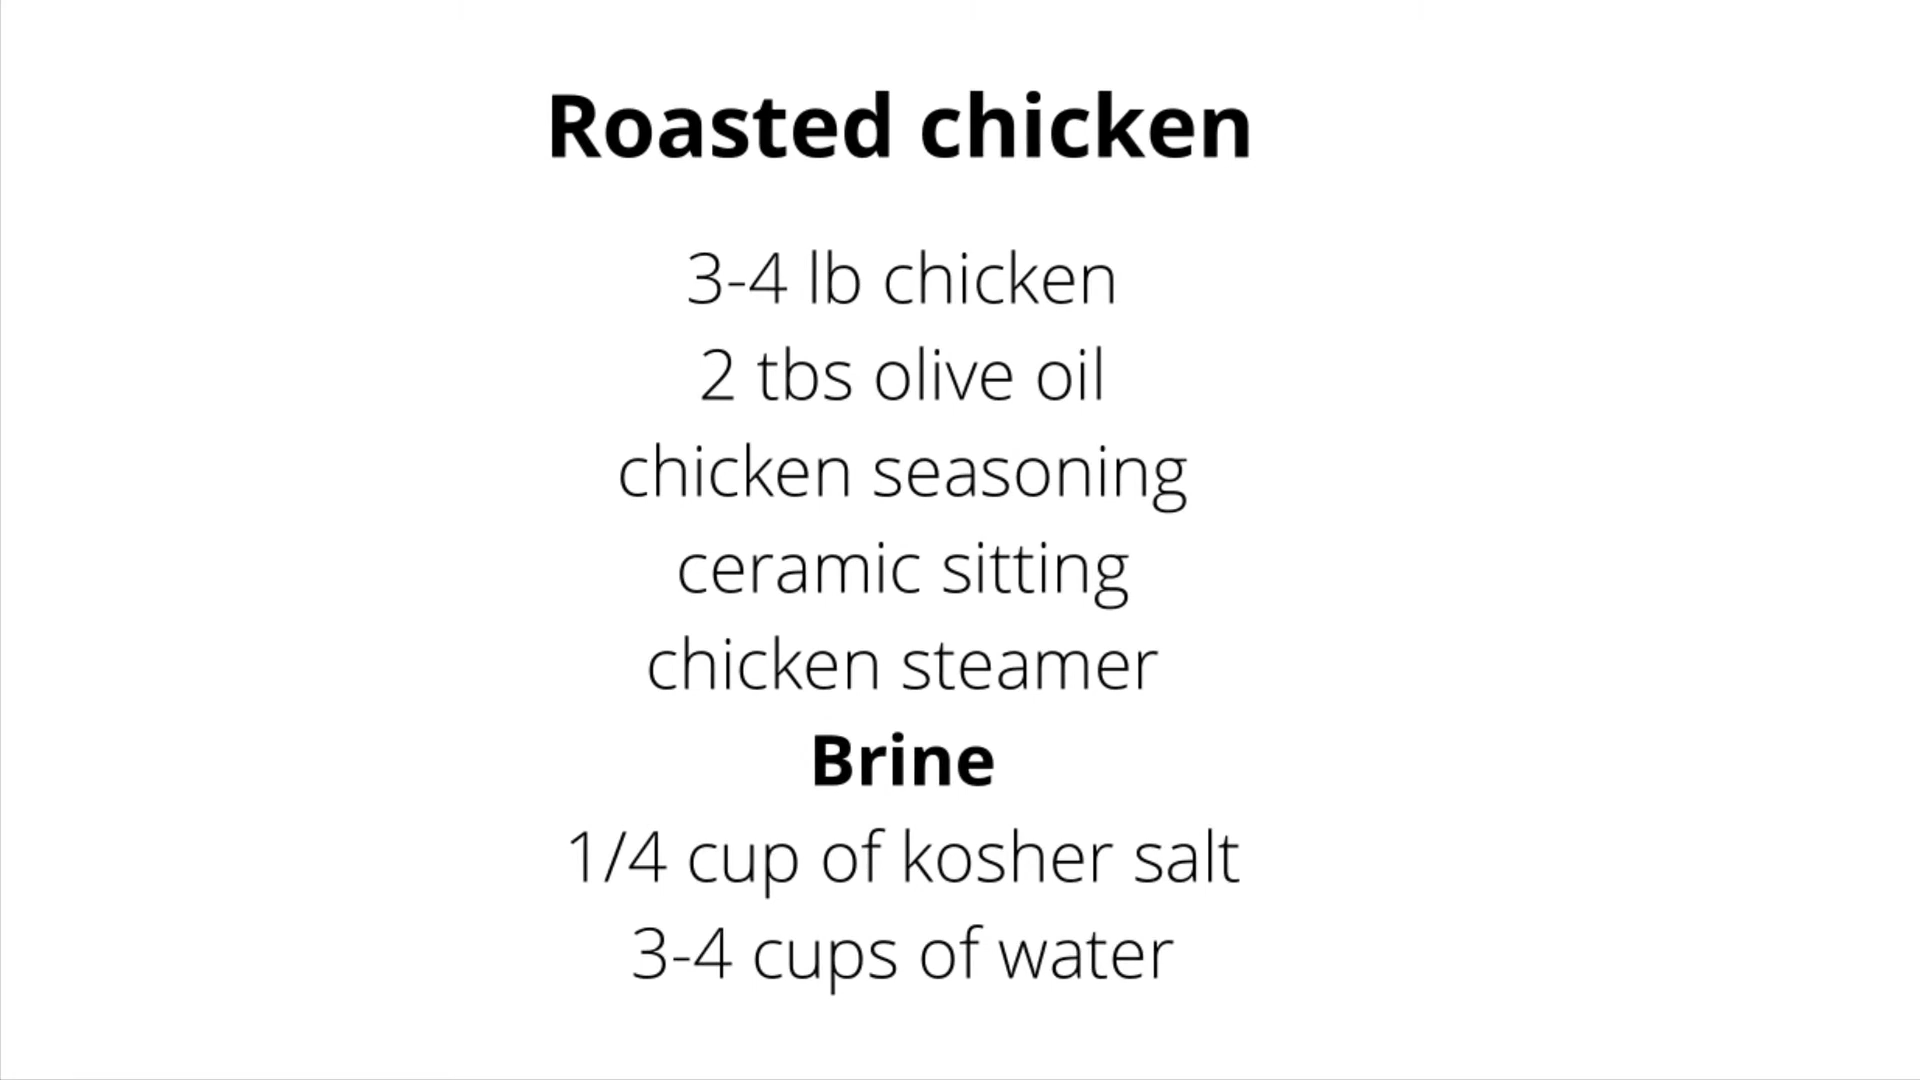 Roasted chicken
3-4 lb chicken
2 tbs olive oil
chicken seasoning
ceramic sitting
chicken steamer
Brine
1/4 cup of kosher salt
3-4 cups of water